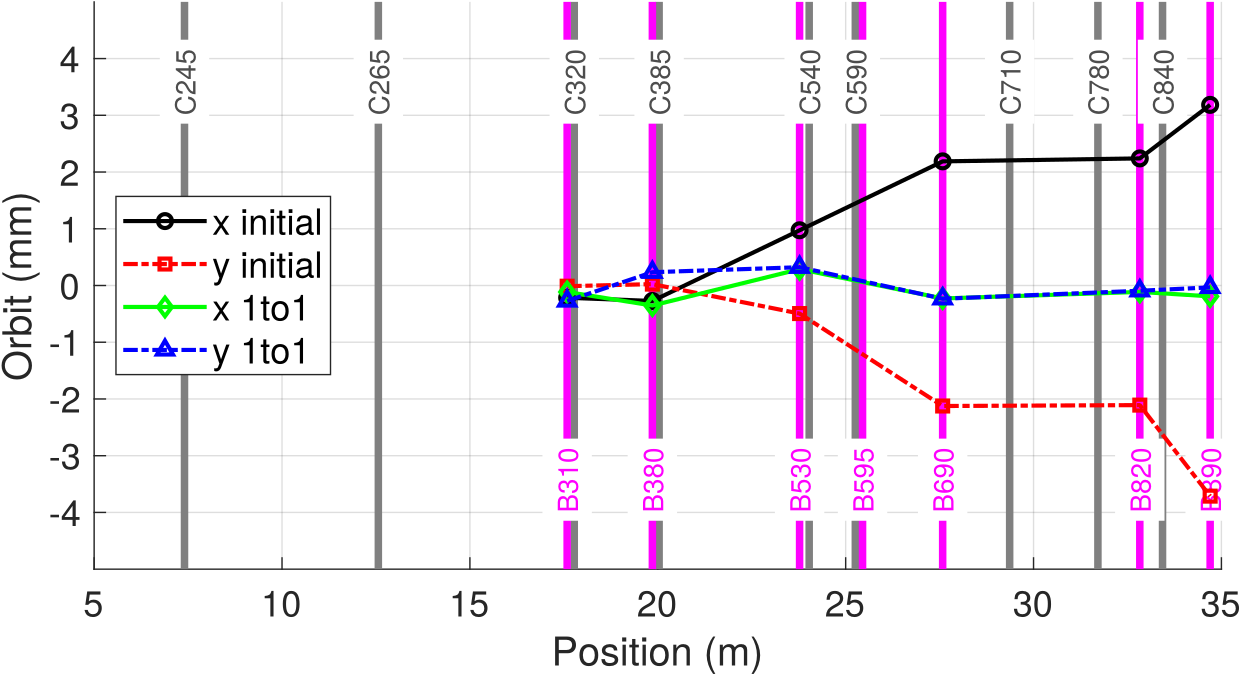 C245
C265
C320
C385
C540
C590
C710
C780
C840
4
3
2
1
0
-1
-2
-3
-4
Orbit (mm)
x initial
y initial
x 1to1
y 1to1
B310
B380
B530
B595
B690
B820
5
10
15
20
25
30
35
Position (m)